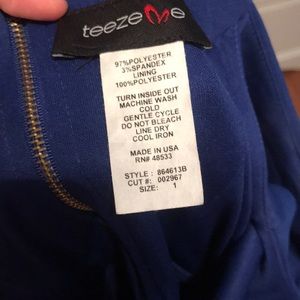 teeze me
97%POLYESTER
3%SPANDEX
LINING
100%POLYESTER
TURN INSIDE OUT
MACHINE WASH
COLD
GENTLE CYCLE
DO NOT BLEACH
LINE DRY
COOL IRON
MADE IN USA
RN# 48533
STYLE : 864613B
CUT #: 002967
SIZE: 1